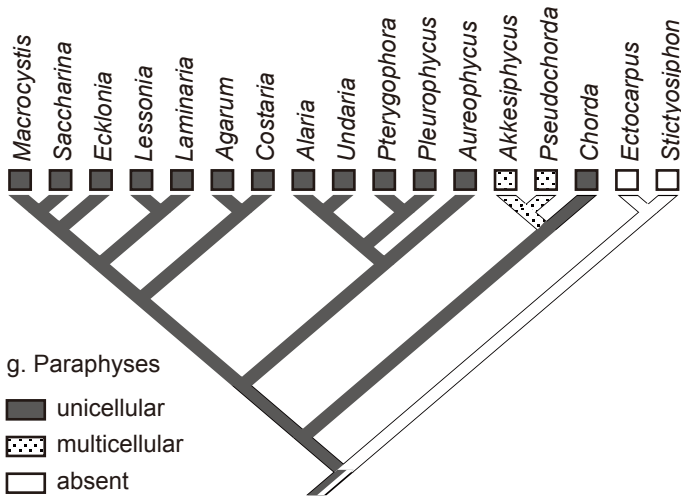 Macrocystis
Saccharina
Ecklonia
Lessonia
Laminaria
Agarum
Costaria
Alaria
Undaria
Pterygophora
Pleurophycus
Aureophycus
Akkesiphycus
Pseudochorda
Chorda
Ectocarpus
Stictyosiphon
g. Paraphyses
unicellular
multicellular
absent